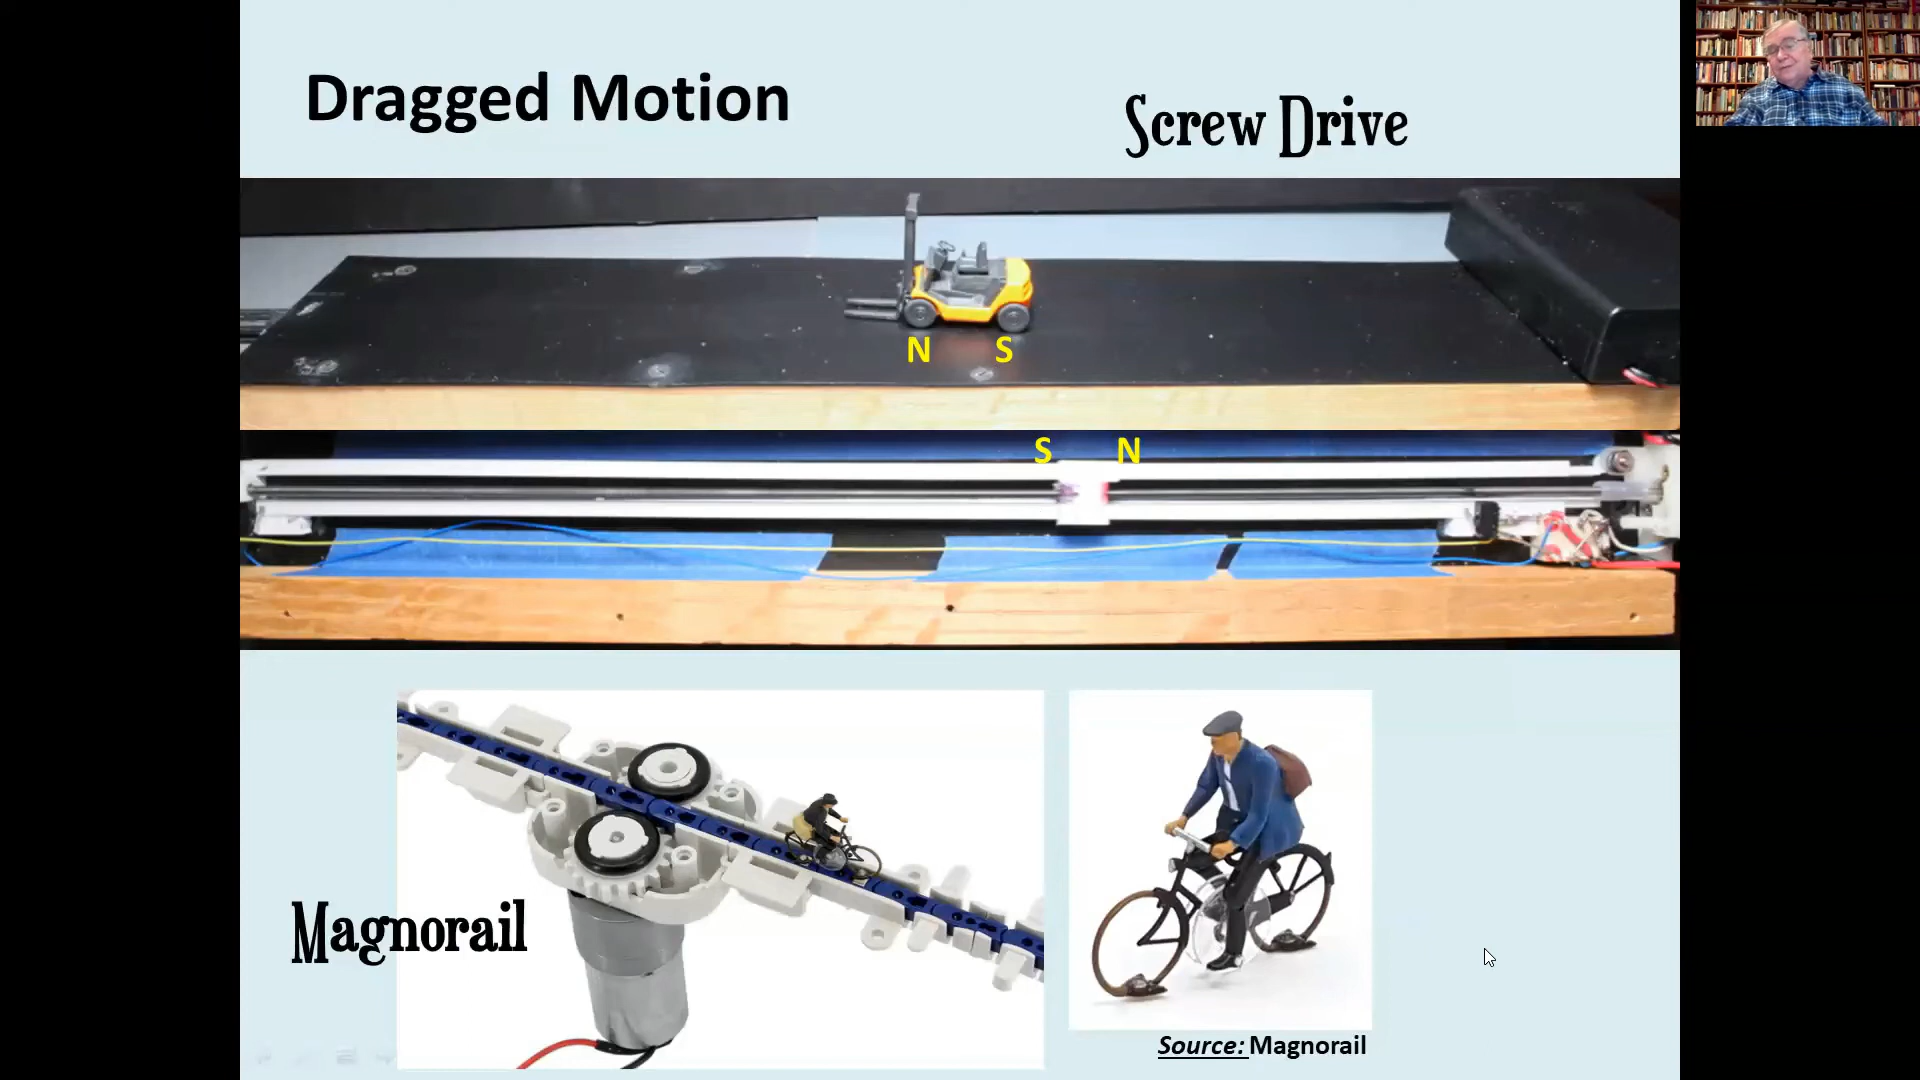 Dragged Motion
Screw Drive
N S
S N
Magnorail
Source: Magnorail